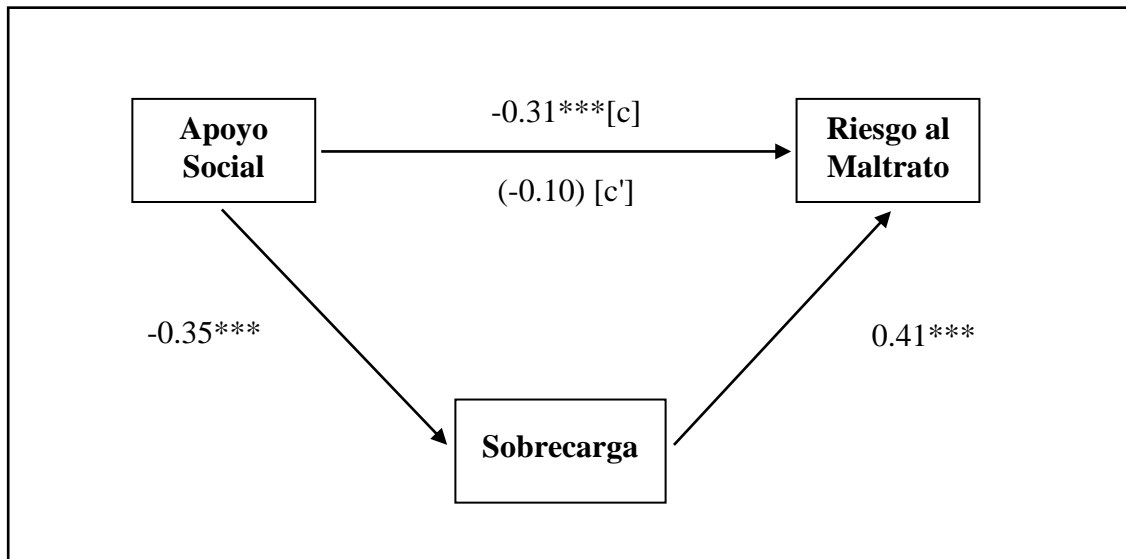 Apoyo
Social
-0.31***[c]
(-0.10) [c']
Riesgo al
Maltrato
-0.35***
0.41***
Sobrecarga